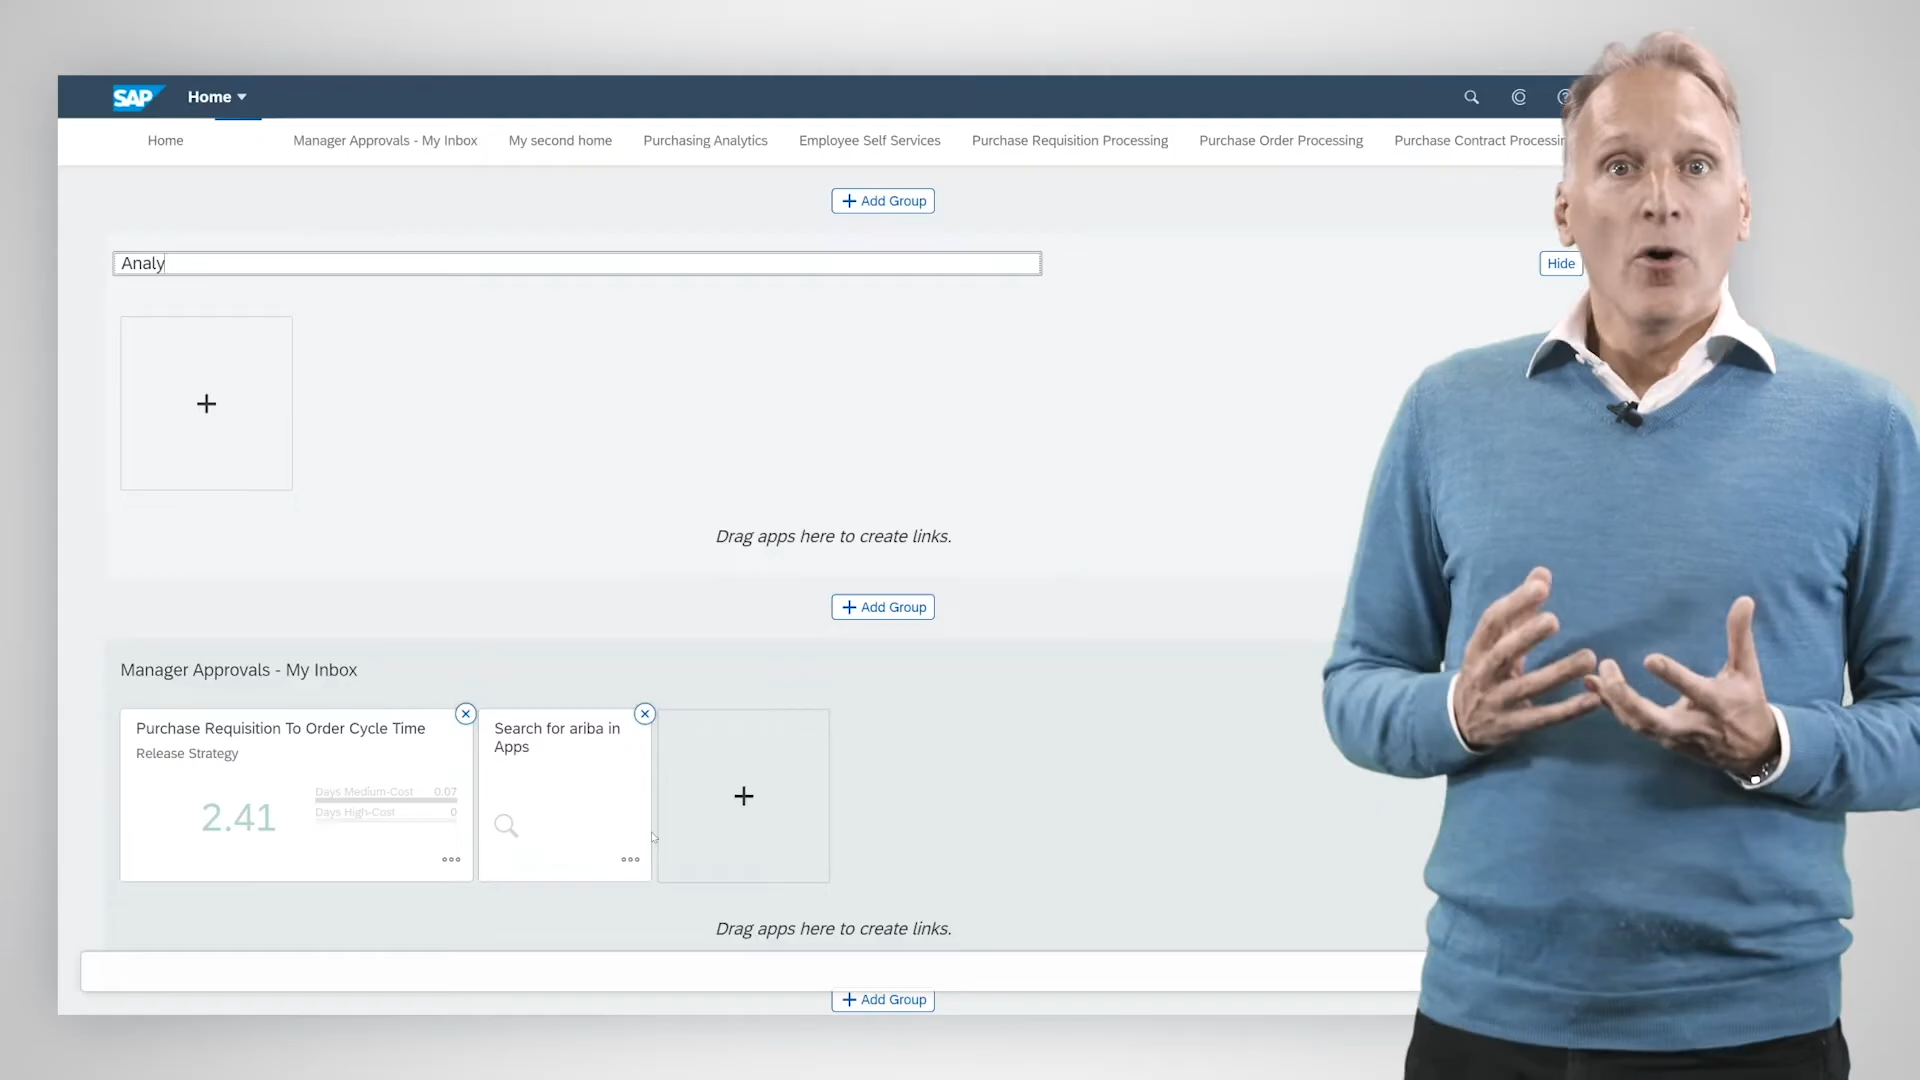 SAP Home
Home Manager Approvals - My Inbox My second home Purchasing Analytics Employee Self Services Purchase Requisition Processing Purchase Order Processing Purchase Contract Processin
Add Group
Analy
Hide
Drag apps here to create links.
Add Group
Manager Approvals - My Inbox
Purchase Requisition To Order Cycle Time
Release Strategy
2.41
Days Medium-Cost 0.07
Days High-Cost 0
Search for ariba in
Apps
Drag apps here to create links.
Add Group